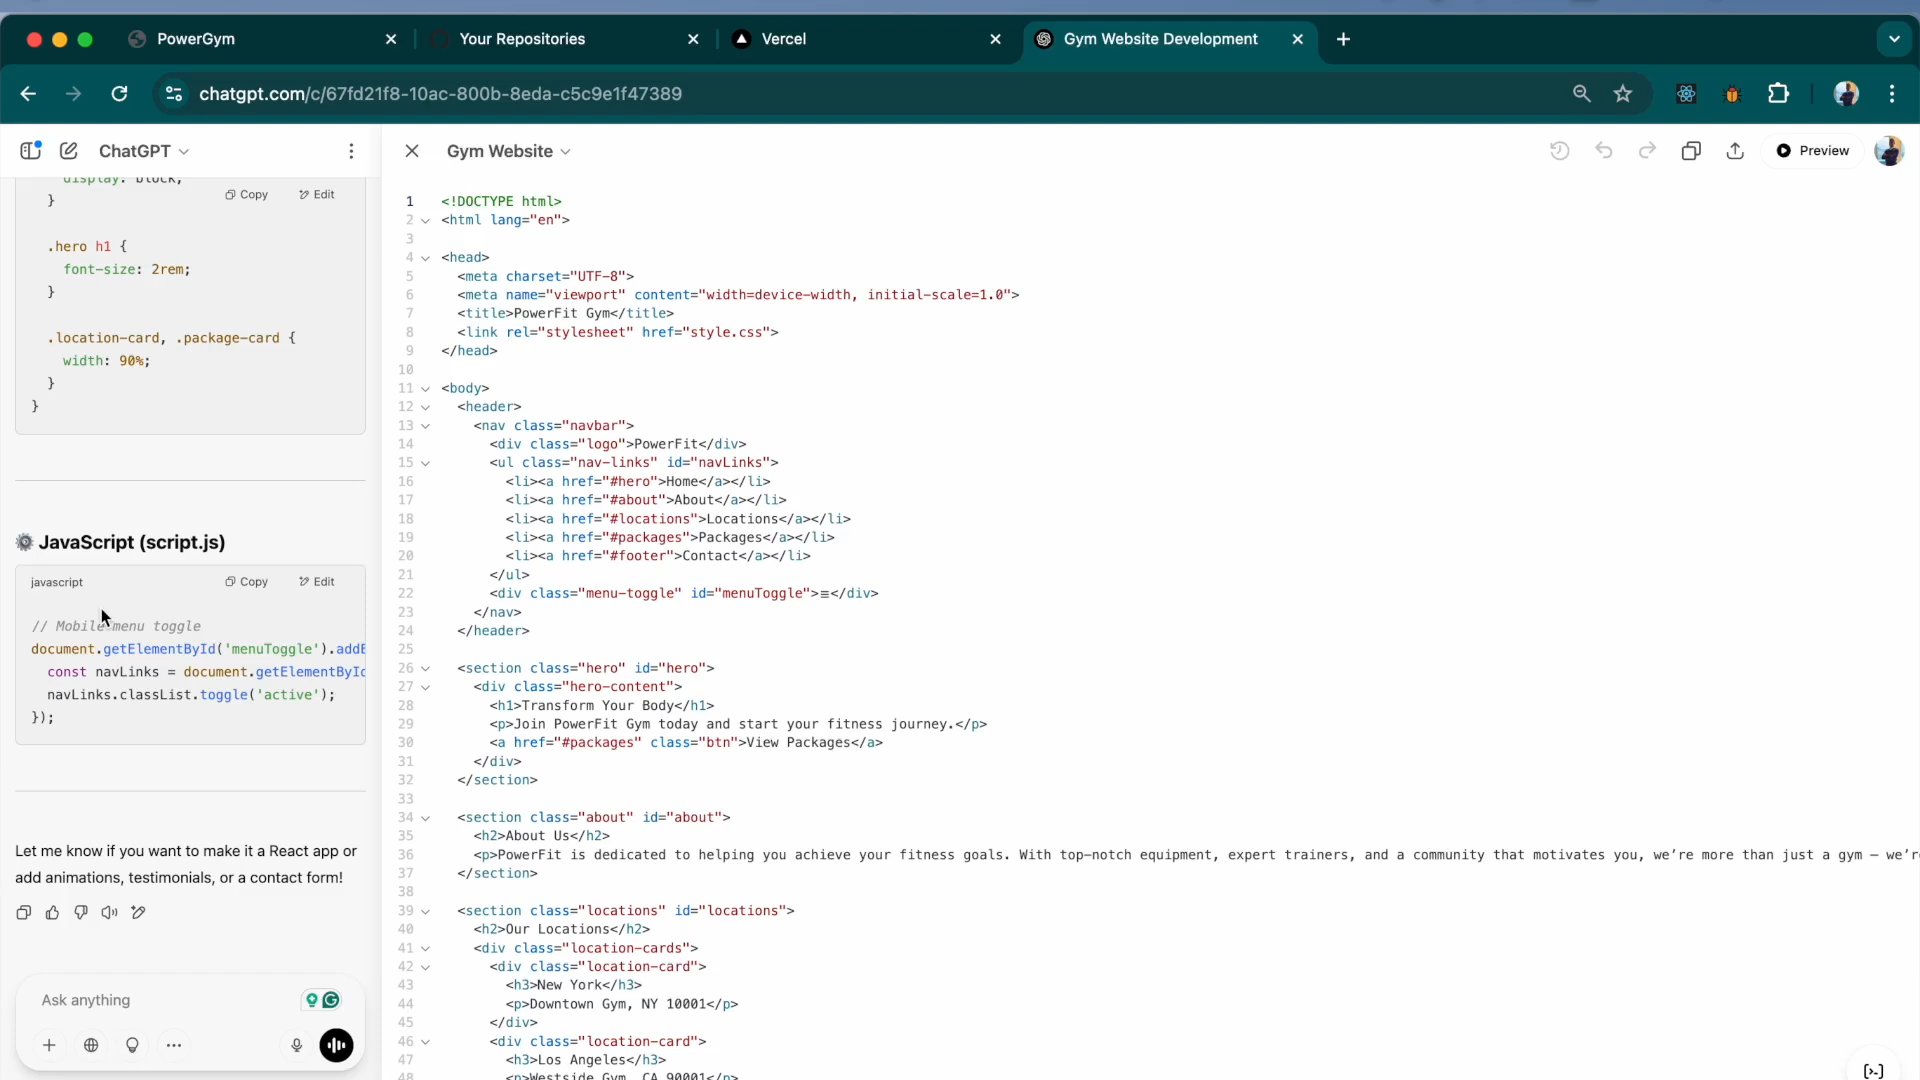 PowerGym
Your Repositories
Vercel
Gym Website Development
chatgpt.com/c/67fd21f8-10ac-800b-8eda-c5c9e1f47389
ChatGPT
display: block;
Copy
Edit
}
.hero h1 {
font-size: 2rem;
}
.location-card, .package-card {
width: 90%;
}
}
JavaScript (script.js)
javascript
Copy
Edit
// Mobile menu toggle
document.getElementById('menuToggle').addE
const navLinks = document.getElementById
navLinks.classList.toggle('active');
});
Let me know if you want to make it a React app or
add animations, testimonials, or a contact form!
Ask anything
Gym Website
Preview
1 <!DOCTYPE html>
2 <html lang="en">
3
4 <head>
5 <meta charset="UTF-8">
6 <meta name="viewport" content="width=device-width, initial-scale=1.0">
7 <title>PowerFit Gym</title>
8 <link rel="stylesheet" href="style.css">
9 </head>
10
11 <body>
12 <header>
13 <nav class="navbar">
14 <div class="logo">PowerFit</div>
15 <ul class="nav-links" id="navLinks">
16 <li><a href="#hero">Home</a></li>
17 <li><a href="#about">About</a></li>
18 <li><a href="#locations">Locations</a></li>
19 <li><a href="#packages">Packages</a></li>
20 <li><a href="#footer">Contact</a></li>
21 </ul>
22 <div class="menu-toggle" id="menuToggle">≡</div>
23 </nav>
24 </header>
25
26 <section class="hero" id="hero">
27 <div class="hero-content">
28 <h1>Transform Your Body</h1>
29 <p>Join PowerFit Gym today and start your fitness journey.</p>
30 <a href="#packages" class="btn">View Packages</a>
31 </div>
32 </section>
33
34 <section class="about" id="about">
35 <h2>About Us</h2>
36 <p>PowerFit is dedicated to helping you achieve your fitness goals. With top-notch equipment, expert trainers, and a community that motivates you, we’re more than just a gym — we’r
37 </section>
38
39 <section class="locations" id="locations">
40 <h2>Our Locations</h2>
41 <div class="location-cards">
42 <div class="location-card">
43 <h3>New York</h3>
44 <p>Downtown Gym, NY 10001</p>
45 </div>
46 <div class="location-card">
47 <h3>Los Angeles</h3>
48 <p>Westside Gym, CA 90001</p>